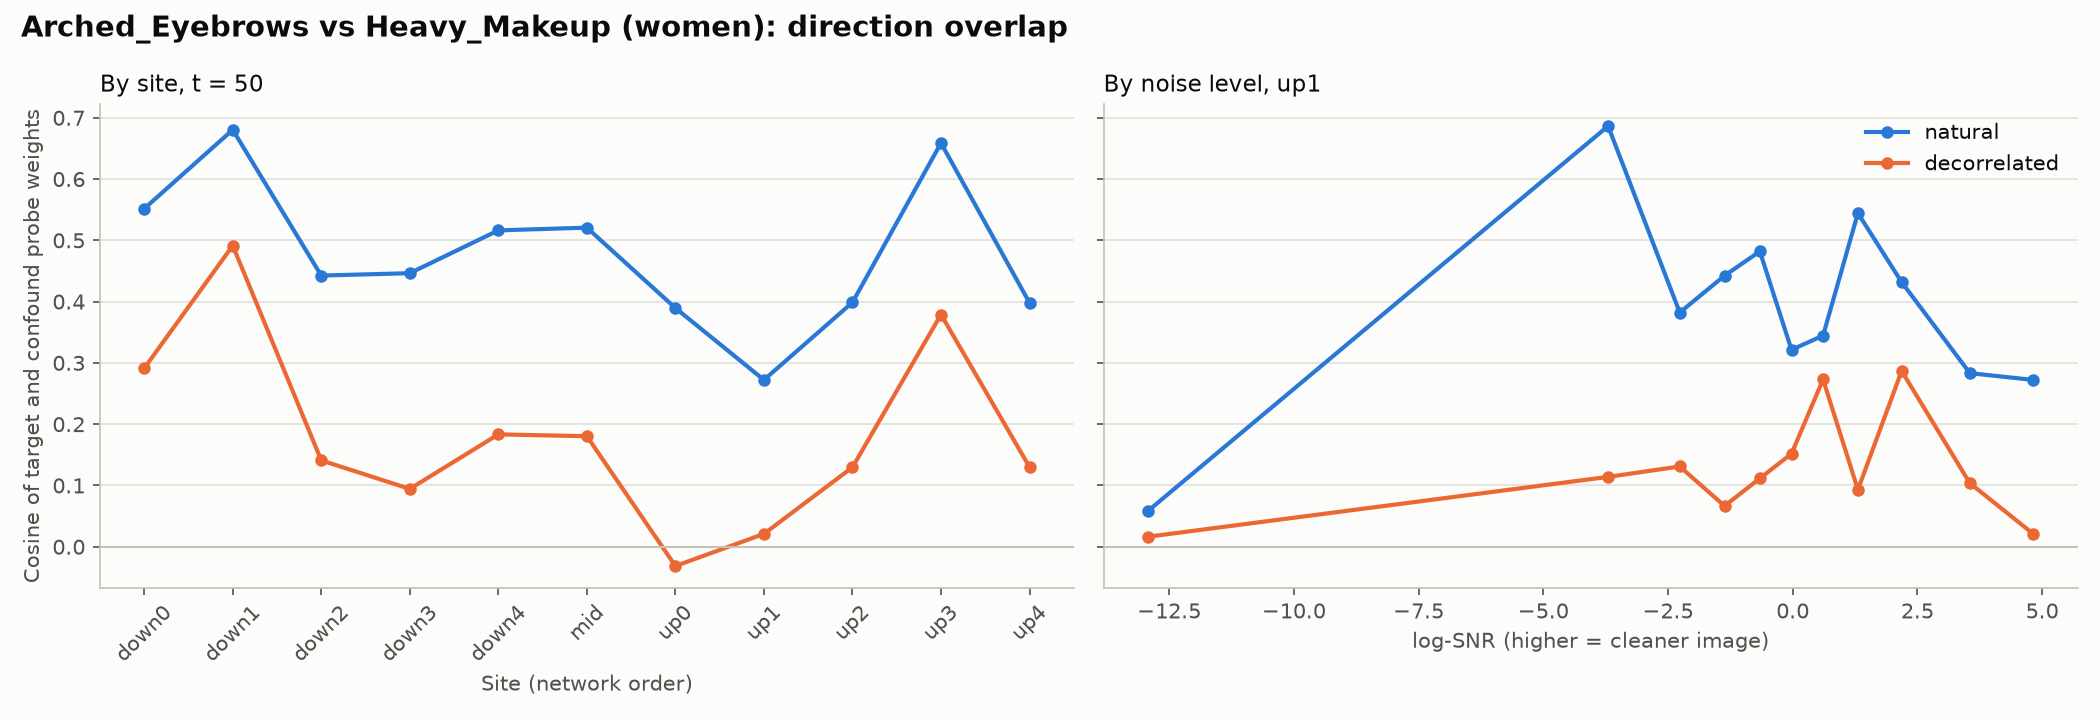 Arched_Eyebrows vs Heavy_Makeup (women): direction overlap
By site, t = 50
Cosine of target and confound probe weights
0.7
0.6
0.5
0.4
0.3
0.2
0.1
0.0
down0
down1
down2
down3
down4
mid
up0
up1
up2
up3
up4
Site (network order)
By noise level, up1
natural
decorrelated
−12.5
−10.0
−7.5
−5.0
−2.5
0.0
2.5
5.0
log-SNR (higher = cleaner image)